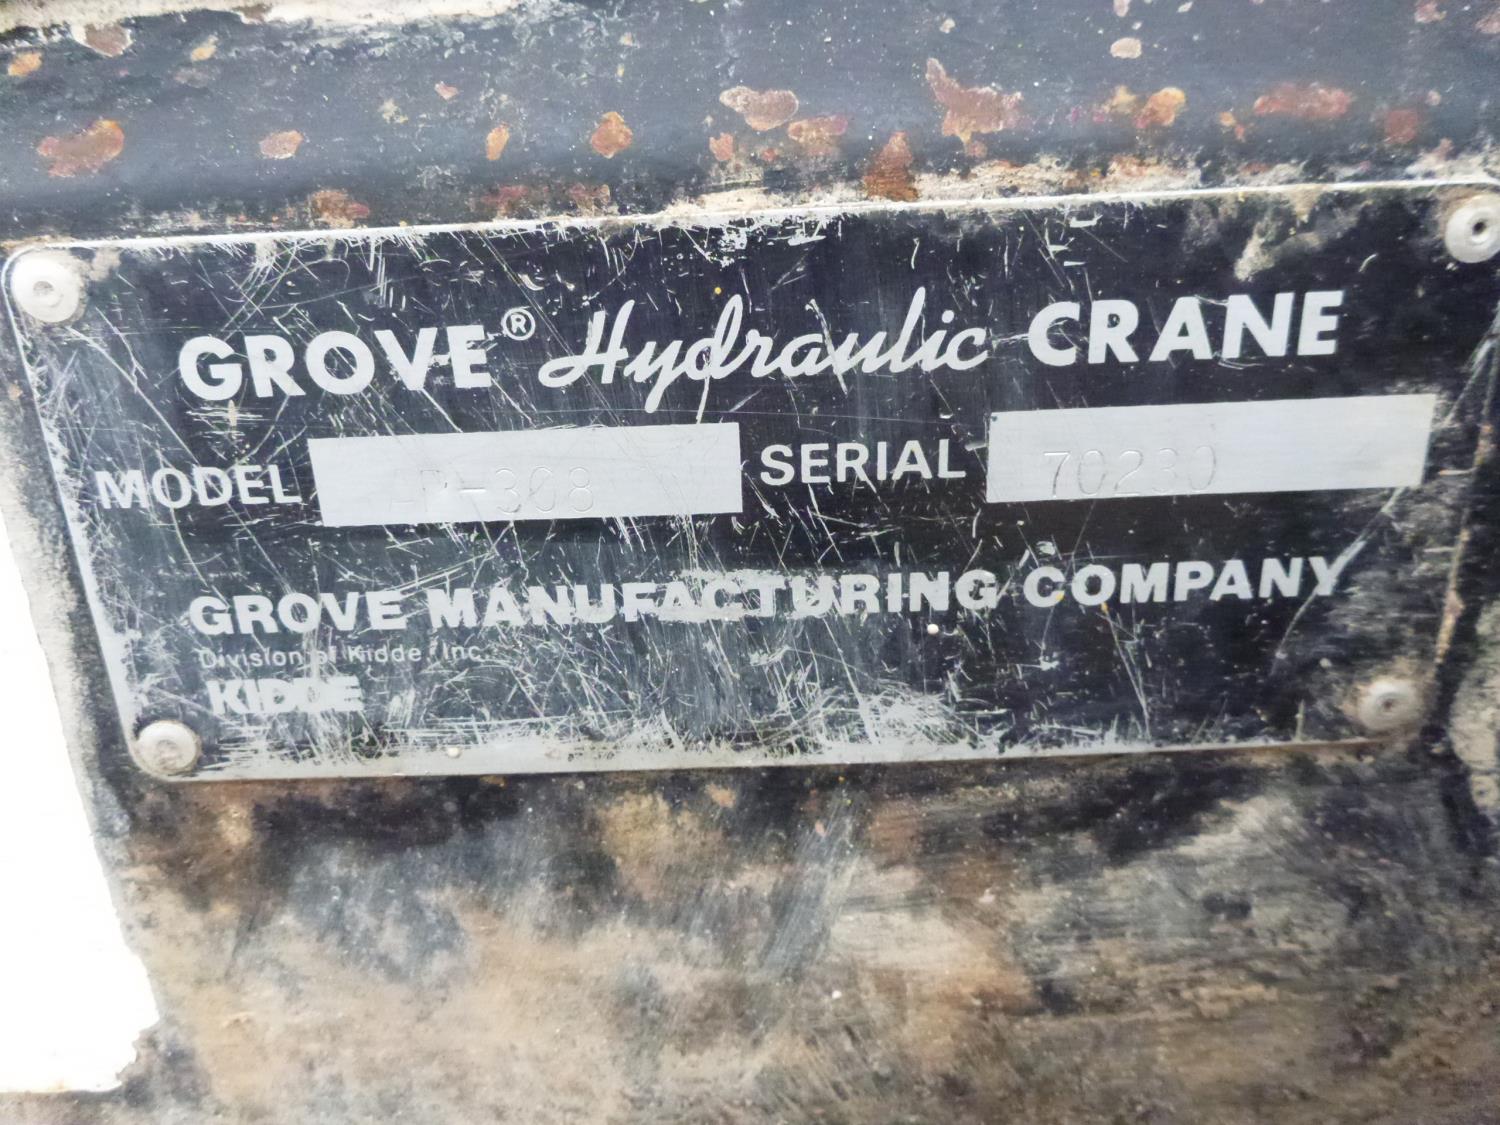 GROVE® Hydraulic CRANE
MODEL AP-308 SERIAL 70230
GROVE MANUFACTURING COMPANY
Division of Kidde, Inc.
KIDDE